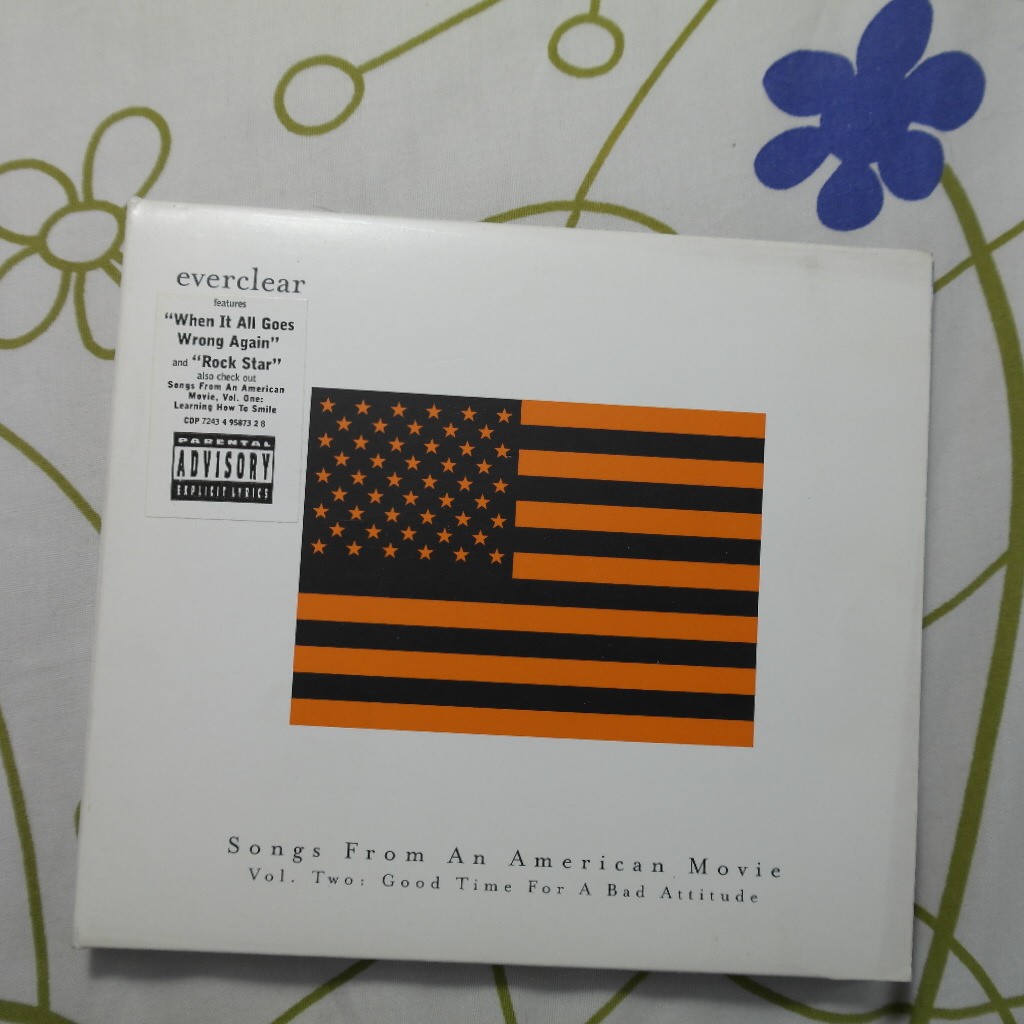 everclear
features
"When It All Goes
Wrong Again"
and "Rock Star"
also check out
Songs From An American
Movie, Vol. One:
Learning How To Smile
CDP 7243 4 95873 2 8
PARENTAL
ADVISORY
EXPLICIT LYRICS
Songs From An American Movie
Vol. Two: Good Time For A Bad Attitude